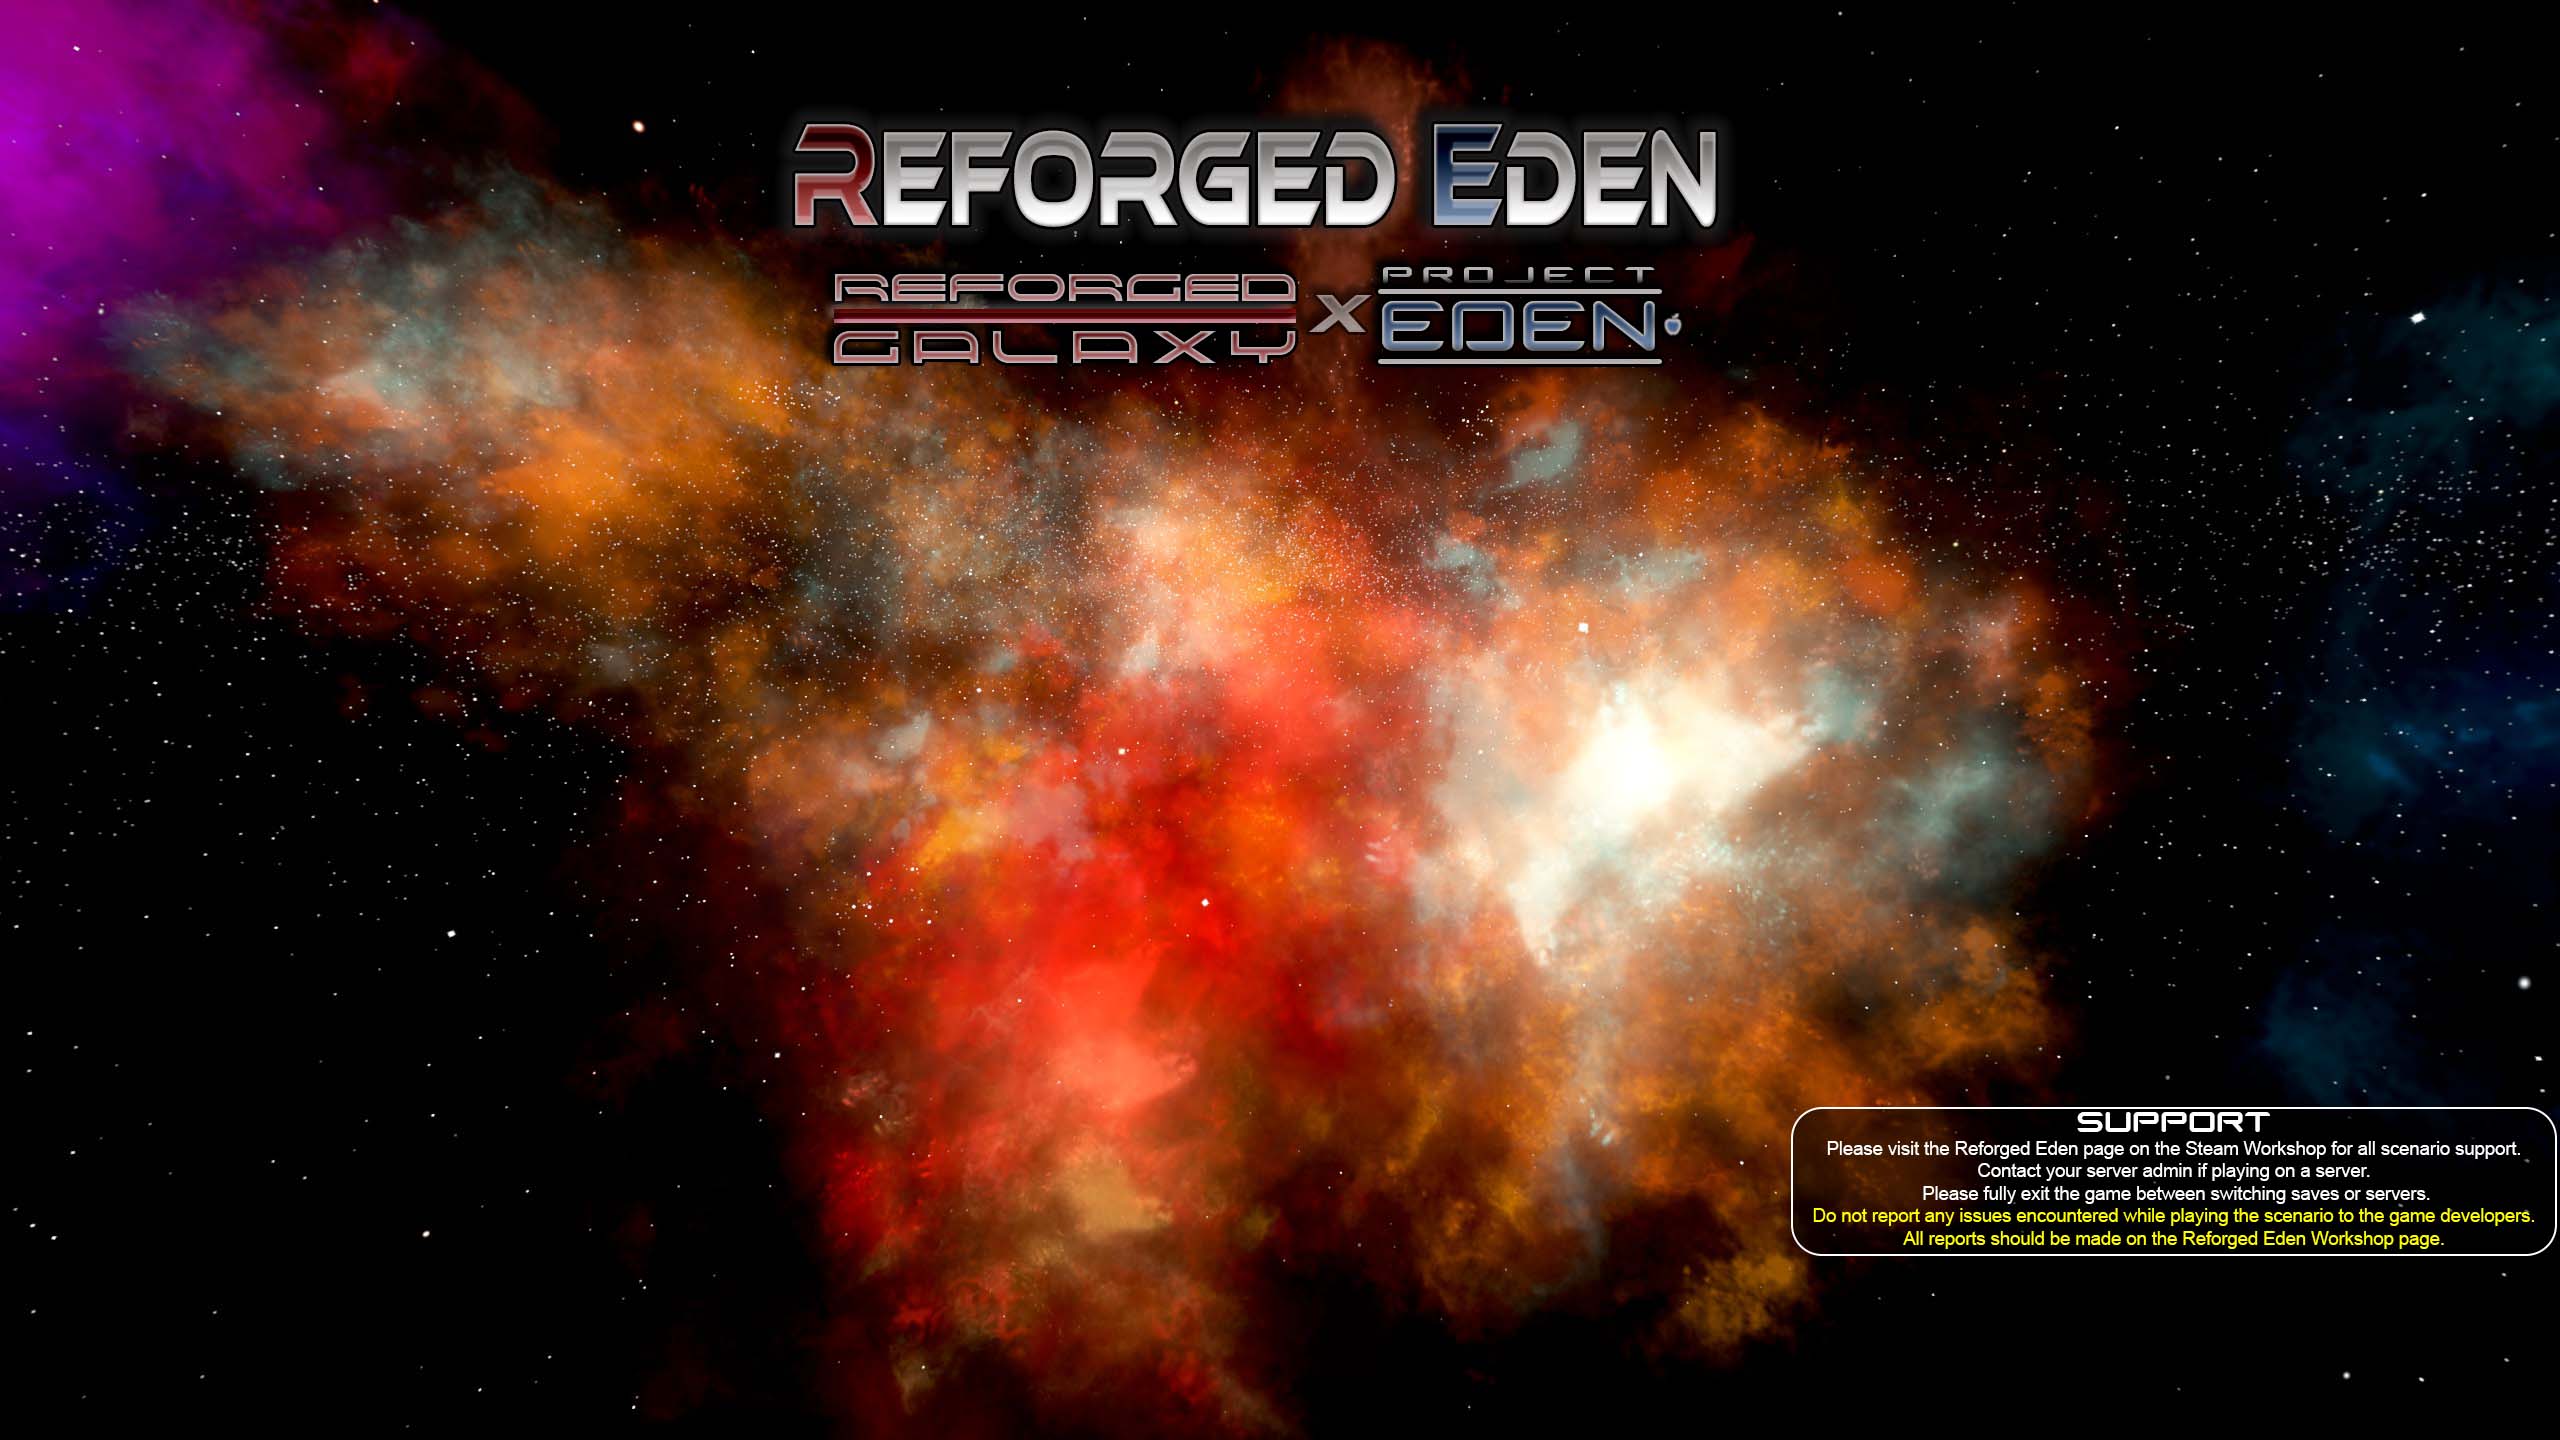 REFORGED EDEN
REFORGED
GALAXY
X
PROJECT
EDEN
SUPPORT
Please visit the Reforged Eden page on the Steam Workshop for all scenario support.
Contact your server admin if playing on a server.
Please fully exit the game between switching saves or servers.
Do not report any issues encountered while playing the scenario to the game developers.
All reports should be made on the Reforged Eden Workshop page.